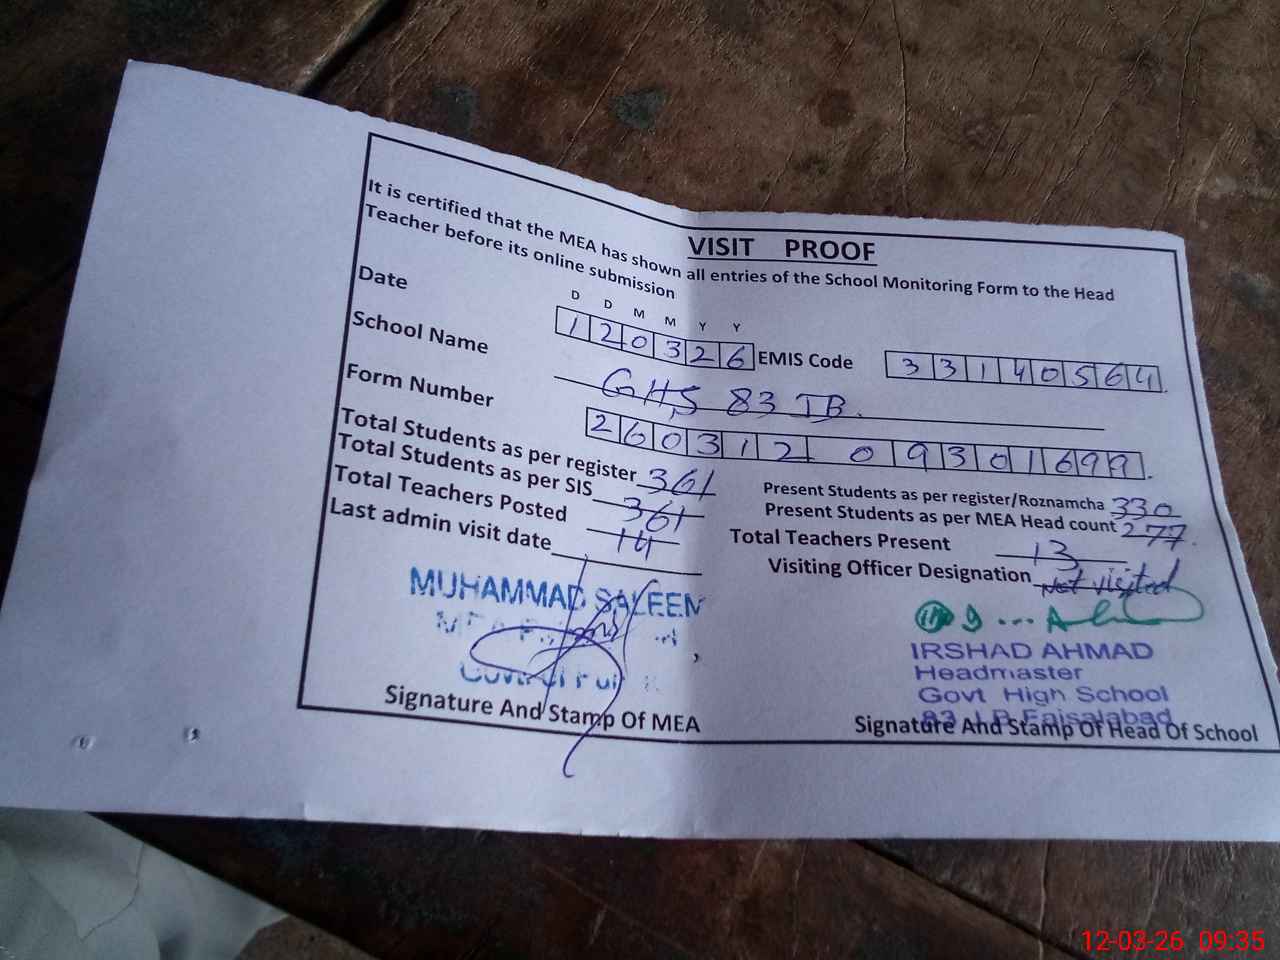 VISIT PROOF
It is certified that the MEA has shown all entries of the School Monitoring Form to the Head
Teacher before its online submission
D D M M Y Y
Date 120326 EMIS Code 33140564
School Name GHS 83 JB.
Form Number 260312 09301699
Total Students as per register 361 Present Students as per register/Roznamcha 330
Total Students as per SIS 361 Present Students as per MEA Head count 277
Total Teachers Posted 14 Total Teachers Present 13
Last admin visit date Visiting Officer Designation Not visited
MUHAMMAD SALEEM
IRSHAD AHMAD
Headmaster
Govt High School
83 J.B Faisalabad
Signature And Stamp Of MEA Signature And Stamp Of Head Of School
12-03-26 09:35